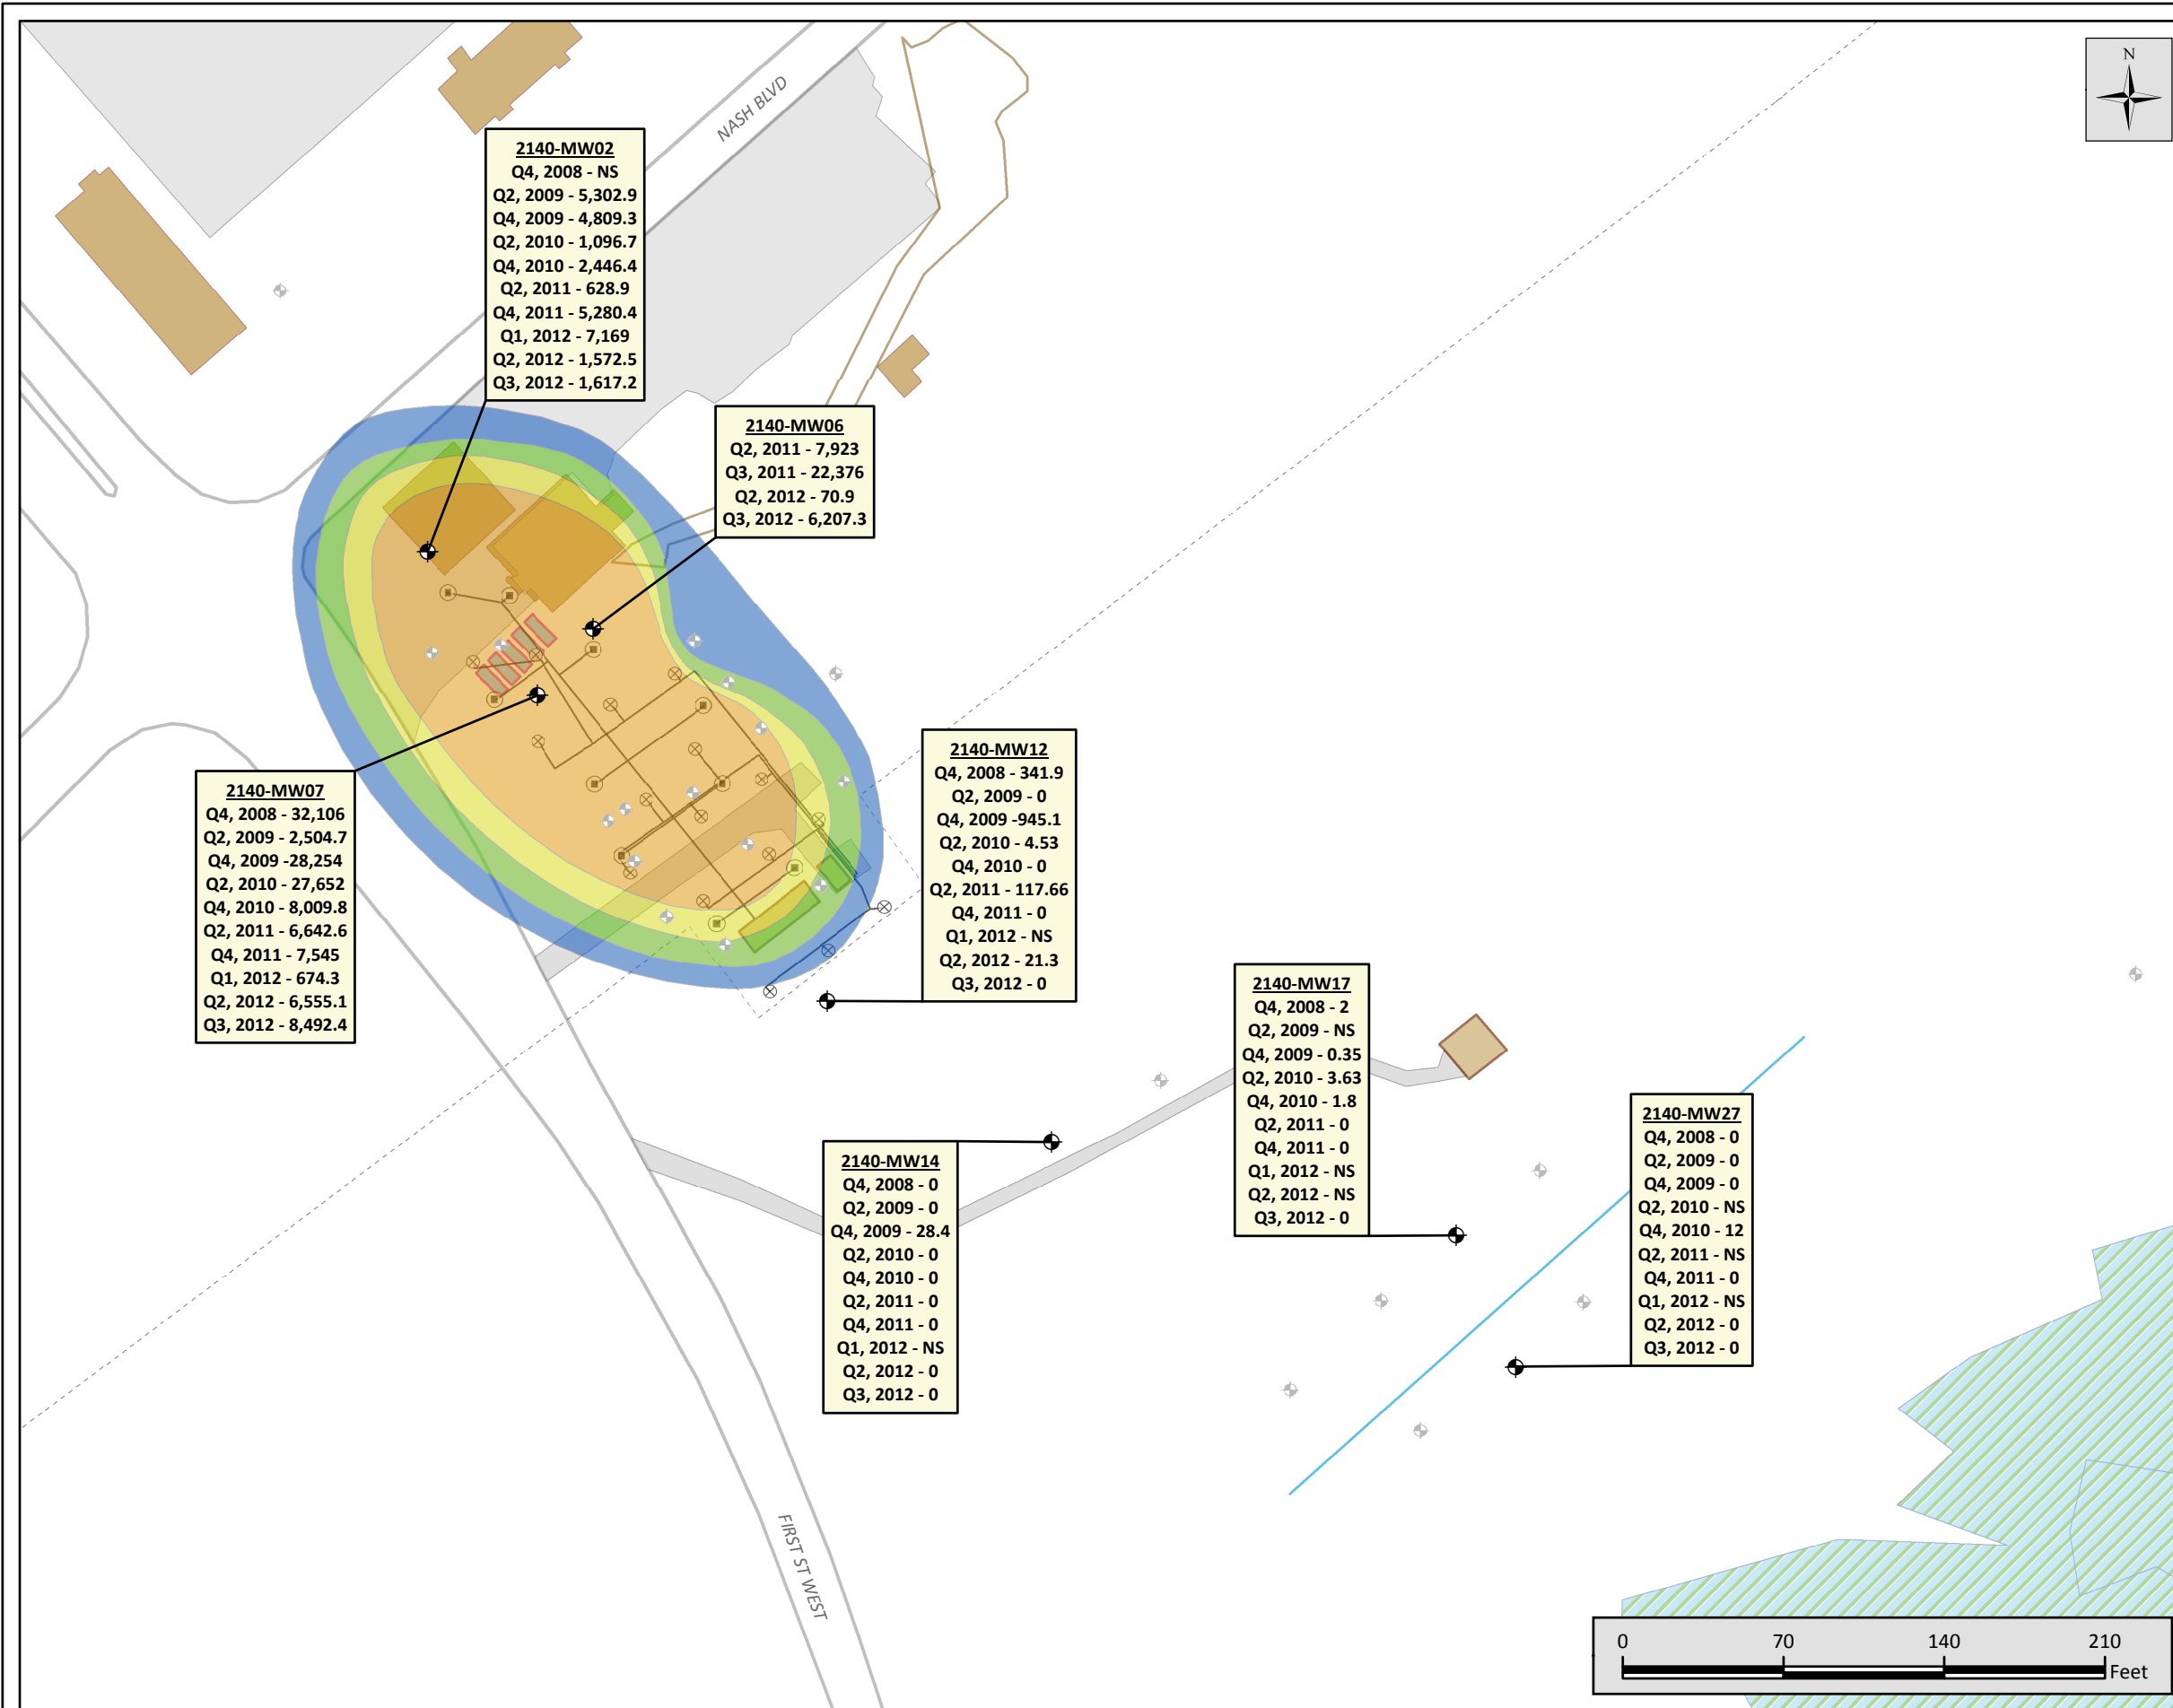 N
NASH BLVD
2140-MW02
Q4, 2008 - NS
Q2, 2009 - 5,302.9
Q4, 2009 - 4,809.3
Q2, 2010 - 1,096.7
Q4, 2010 - 2,446.4
Q2, 2011 - 628.9
Q4, 2011 - 5,280.4
Q1, 2012 - 7,169
Q2, 2012 - 1,572.5
Q3, 2012 - 1,617.2
2140-MW06
Q2, 2011 - 7,923
Q3, 2011 - 22,376
Q2, 2012 - 70.9
Q3, 2012 - 6,207.3
2140-MW07
Q4, 2008 - 32,106
Q2, 2009 - 2,504.7
Q4, 2009 -28,254
Q2, 2010 - 27,652
Q4, 2010 - 8,009.8
Q2, 2011 - 6,642.6
Q4, 2011 - 7,545
Q1, 2012 - 674.3
Q2, 2012 - 6,555.1
Q3, 2012 - 8,492.4
2140-MW12
Q4, 2008 - 341.9
Q2, 2009 - 0
Q4, 2009 -945.1
Q2, 2010 - 4.53
Q4, 2010 - 0
Q2, 2011 - 117.66
Q4, 2011 - 0
Q1, 2012 - NS
Q2, 2012 - 21.3
Q3, 2012 - 0
2140-MW17
Q4, 2008 - 2
Q2, 2009 - NS
Q4, 2009 - 0.35
Q2, 2010 - 3.63
Q4, 2010 - 1.8
Q2, 2011 - 0
Q4, 2011 - 0
Q1, 2012 - NS
Q2, 2012 - NS
Q3, 2012 - 0
2140-MW27
Q4, 2008 - 0
Q2, 2009 - 0
Q4, 2009 - 0
Q2, 2010 - NS
Q4, 2010 - 12
Q2, 2011 - NS
Q4, 2011 - 0
Q1, 2012 - NS
Q2, 2012 - 0
Q3, 2012 - 0
2140-MW14
Q4, 2008 - 0
Q2, 2009 - 0
Q4, 2009 - 28.4
Q2, 2010 - 0
Q4, 2010 - 0
Q2, 2011 - 0
Q4, 2011 - 0
Q1, 2012 - NS
Q2, 2012 - 0
Q3, 2012 - 0
FIRST ST WEST
0 70 140 210
Feet